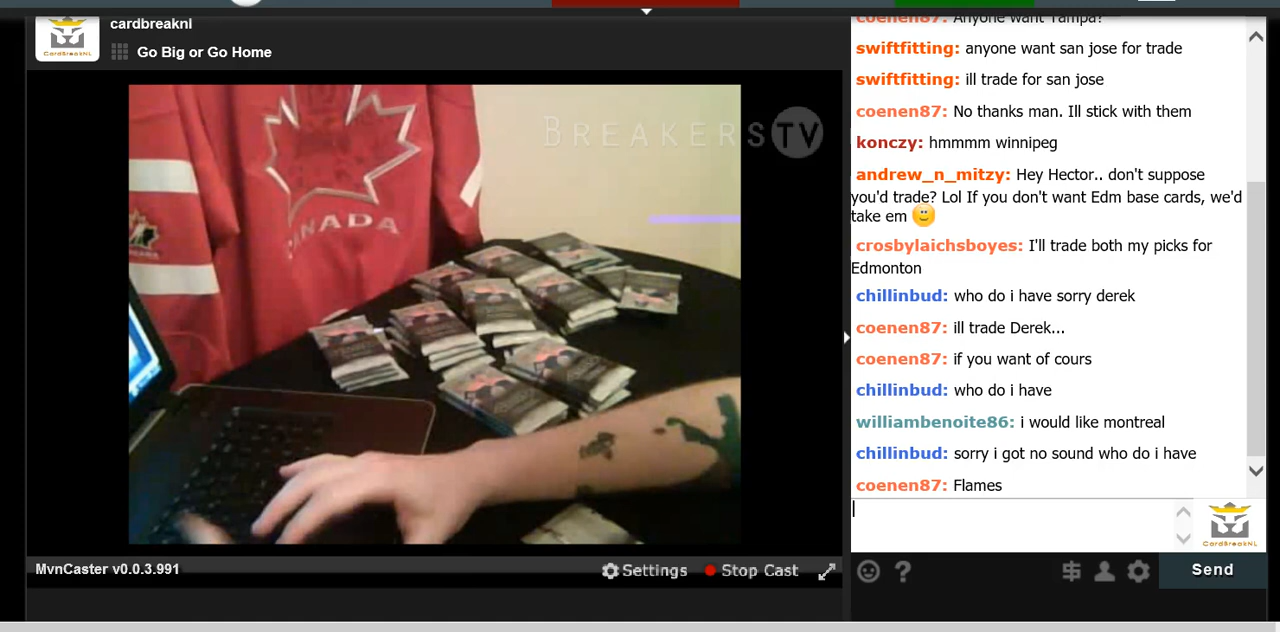 cardbreaknl
CARDBREAKNL
Go Big or Go Home
BREAKERSTV
CANADA
MvnCaster v0.0.3.991
Settings
Stop Cast
coenen87: Anyone want Tampa?
swiftfitting: anyone want san jose for trade
swiftfitting: ill trade for san jose
coenen87: No thanks man. Ill stick with them
konczy: hmmmm winnipeg
andrew_n_mitzy: Hey Hector.. don't suppose
you'd trade? Lol If you don't want Edm base cards, we'd
take em
crosbylaichsboyes: I'll trade both my picks for
Edmonton
chillinbud: who do i have sorry derek
coenen87: ill trade Derek...
coenen87: if you want of cours
chillinbud: who do i have
williambenoite86: i would like montreal
chillinbud: sorry i got no sound who do i have
coenen87: Flames
CARDBREAKNL
Send